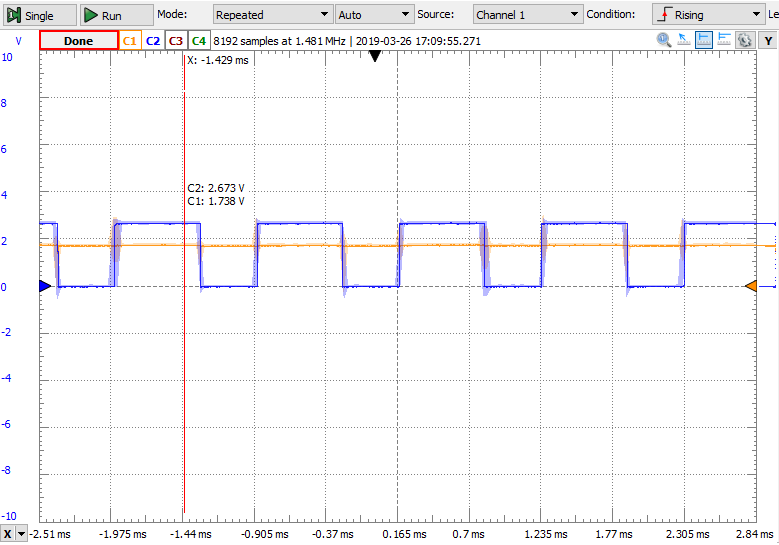 Single Run Mode: Repeated Auto Source: Channel 1 Condition: Rising Le
V Done C1 C2 C3 C4 8192 samples at 1.481 MHz | 2019-03-26 17:09:55.271 Y
X: -1.429 ms
10
8
6
4
C2: 2.673 V
C1: 1.738 V
2
0
-2
-4
-6
-8
-10
X -2.51 ms -1.975 ms -1.44 ms -0.905 ms -0.37 ms 0.165 ms 0.7 ms 1.235 ms 1.77 ms 2.305 ms 2.84 ms